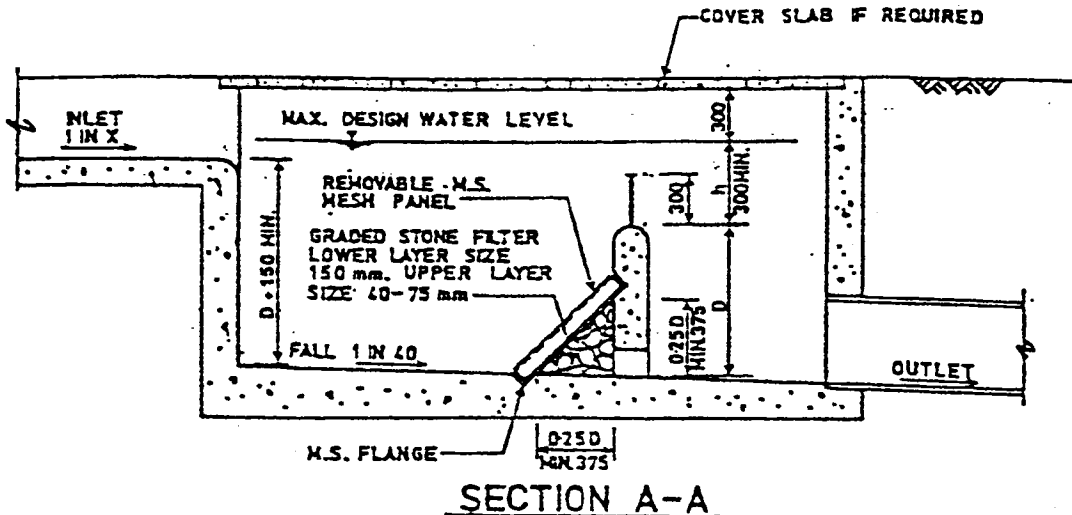 COVER SLAB IF REQUIRED
INLET
1 IN X
MAX. DESIGN WATER LEVEL
300
REMOVABLE M.S.
MESH PANEL
300
h
300 MIN.
GRADED STONE FILTER
LOWER LAYER SIZE
150 mm. UPPER LAYER
SIZE 40-75 mm
D+150 MIN.
D
0.25D
MIN.375
FALL 1 IN 40
OUTLET
M.S. FLANGE
0.25D
MIN.375
SECTION A-A